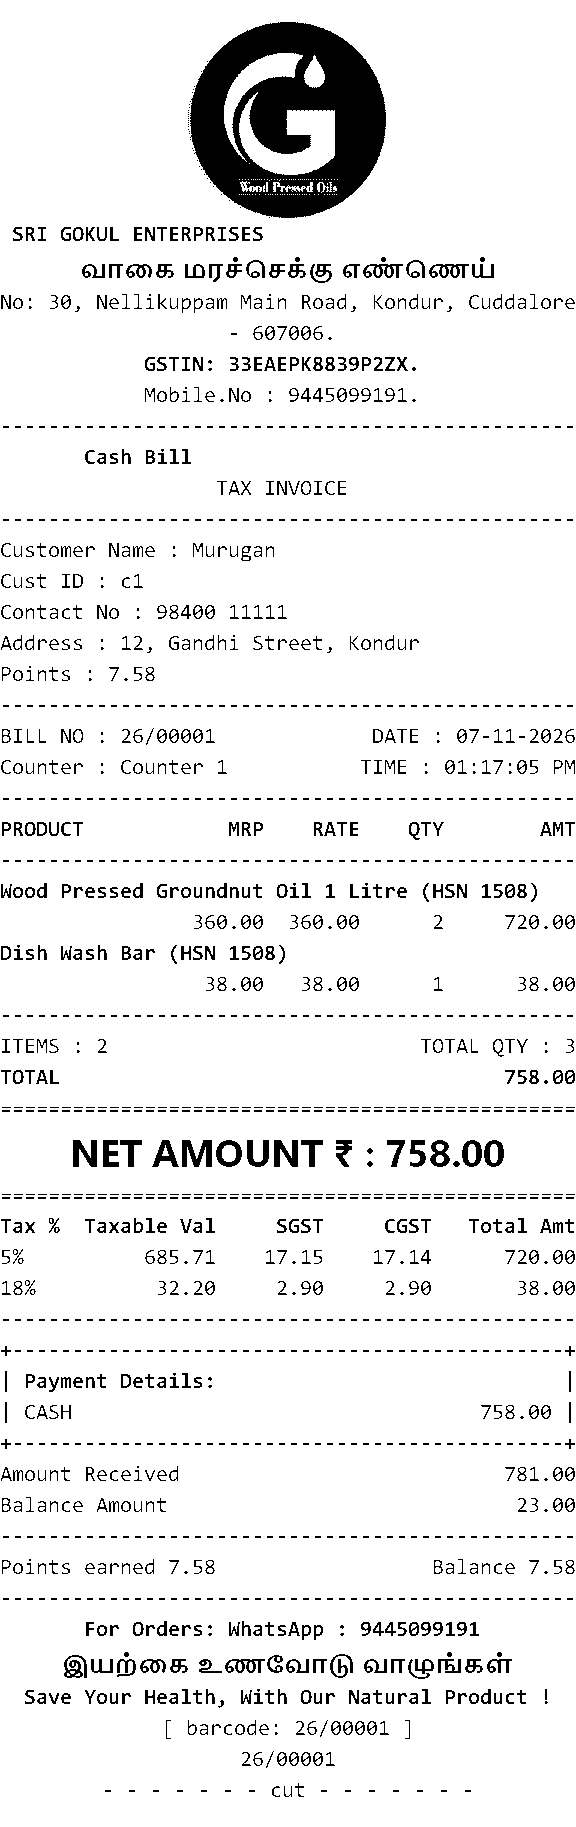 G
Wood Pressed Oils
SRI GOKUL ENTERPRISES
வாகை மரச்செக்கு எண்ணெய்
No: 30, Nellikuppam Main Road, Kondur, Cuddalore
- 607006.
GSTIN: 33EAEPK8839P2ZX.
Mobile.No : 9445099191.
------------------------------------------------
Cash Bill
TAX INVOICE
------------------------------------------------
Customer Name : Murugan
Cust ID : c1
Contact No : 98400 11111
Address : 12, Gandhi Street, Kondur
Points : 7.58
------------------------------------------------
BILL NO : 26/00001 DATE : 07-11-2026
Counter : Counter 1 TIME : 01:17:05 PM
------------------------------------------------
PRODUCT MRP RATE QTY AMT
------------------------------------------------
Wood Pressed Groundnut Oil 1 Litre (HSN 1508)
360.00 360.00 2 720.00
Dish Wash Bar (HSN 1508)
38.00 38.00 1 38.00
------------------------------------------------
ITEMS : 2 TOTAL QTY : 3
TOTAL 758.00
================================================
NET AMOUNT ₹ : 758.00
================================================
Tax % Taxable Val SGST CGST Total Amt
5% 685.71 17.15 17.14 720.00
18% 32.20 2.90 2.90 38.00
------------------------------------------------
+----------------------------------------------+
| Payment Details: |
| CASH 758.00 |
+----------------------------------------------+
Amount Received 781.00
Balance Amount 23.00
------------------------------------------------
Points earned 7.58 Balance 7.58
------------------------------------------------
For Orders: WhatsApp : 9445099191
இயற்கை உணவோடு வாழுங்கள்
Save Your Health, With Our Natural Product !
[ barcode: 26/00001 ]
26/00001
- - - - - - - cut - - - - - - -